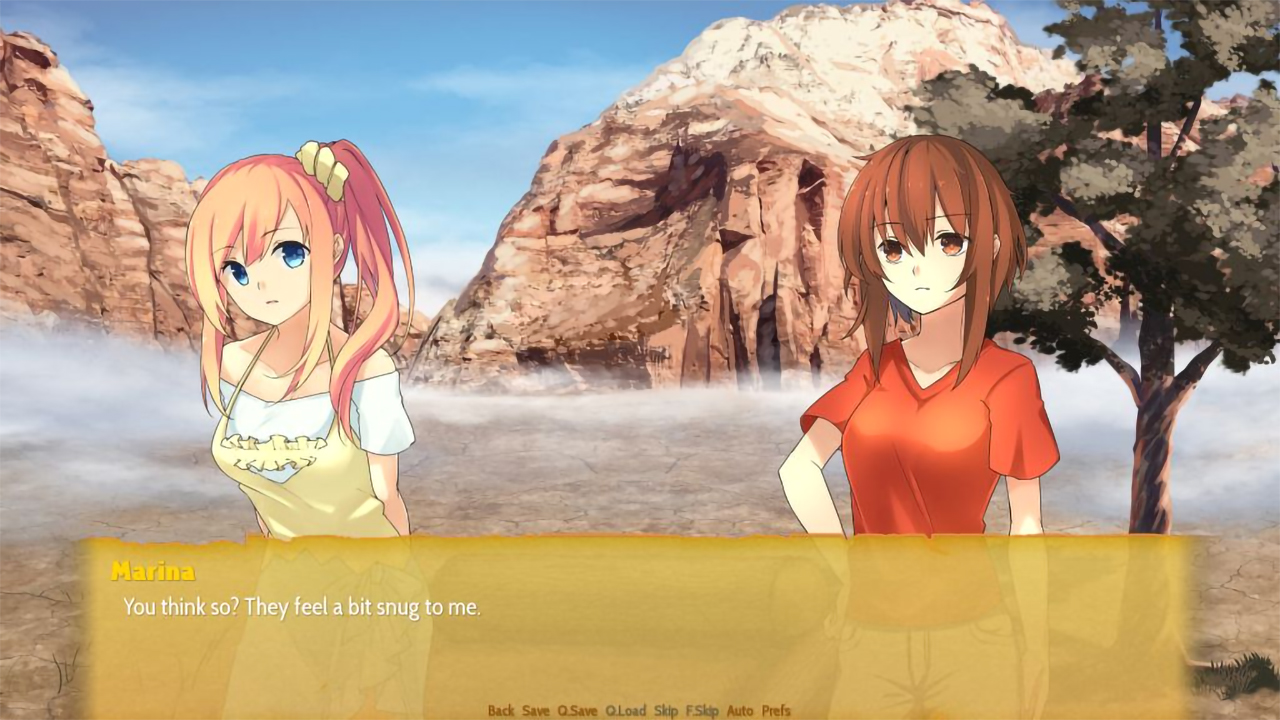 Marina
You think so? They feel a bit snug to me.
Back Save Q.Save Q.Load Skip F.Skip Auto Prefs